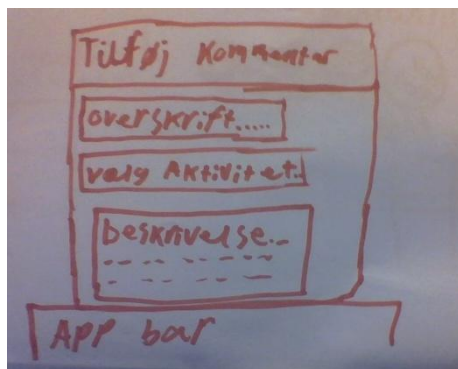 Tilføj Kommentar
overskrift.....
vælg Aktivitet..
beskrivelse...
App bar